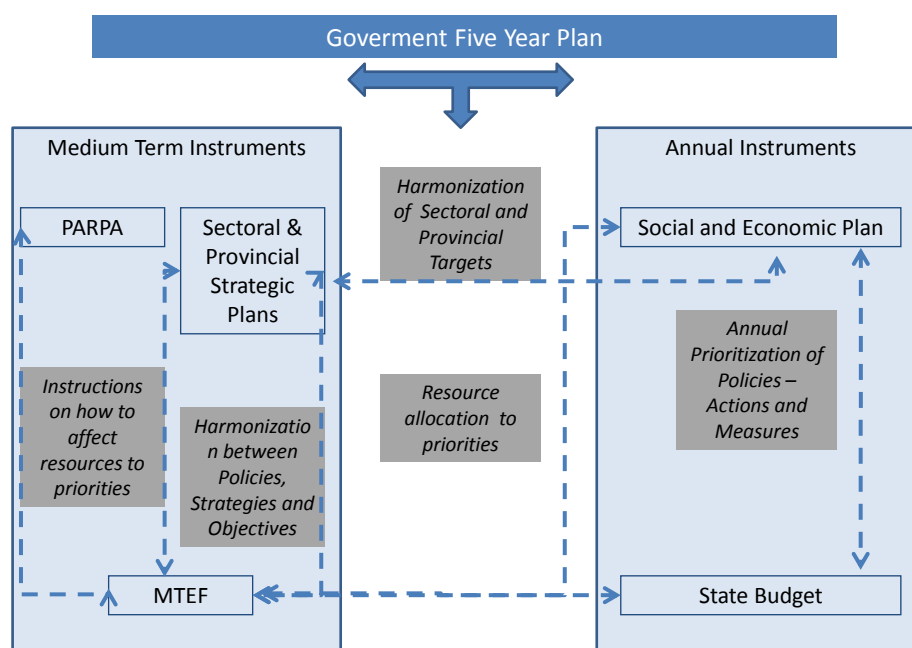 Goverment Five Year Plan
Medium Term Instruments
PARPA
Sectoral &
Provincial
Strategic
Plans
Instructions
on how to
affect
resources to
priorities
Harmonizatio
n between
Policies,
Strategies and
Objectives
MTEF
Harmonization
of Sectoral and
Provincial
Targets
Resource
allocation to
priorities
Annual Instruments
Social and Economic Plan
Annual
Prioritization of
Policies –
Actions and
Measures
State Budget